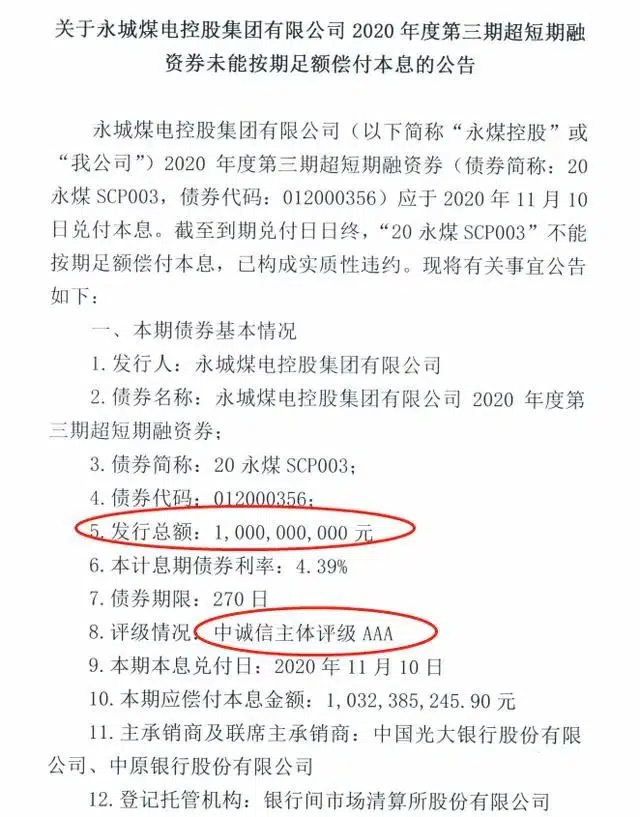 关于永城煤电控股集团有限公司 2020 年度第三期超短期融
资券未能按期足额偿付本息的公告
永城煤电控股集团有限公司（以下简称“永煤控股”或
“我公司”）2020 年度第三期超短期融资券（债券简称：20
永煤 SCP003，债券代码：012000356）应于 2020 年 11 月 10
日兑付本息。截至到期兑付日日终，“20 永煤 SCP003”不能
按期足额偿付本息，已构成实质性违约。现将有关事宜公告
如下：
一、本期债券基本情况
1. 发行人：永城煤电控股集团有限公司
2. 债券名称：永城煤电控股集团有限公司 2020 年度第
三期超短期融资券；
3. 债券简称：20 永煤 SCP003；
4. 债券代码：012000356；
5. 发行总额：1,000,000,000 元
6. 本计息期债券利率：4.39%
7. 债券期限：270 日
8. 评级情况：中诚信主体评级 AAA
9. 本期本息兑付日：2020 年 11 月 10 日
10. 本期应偿付本息金额：1,032,385,245.90 元
11. 主承销商及联席主承销商：中国光大银行股份有限
公司、中原银行股份有限公司
12. 登记托管机构：银行间市场清算所股份有限公司